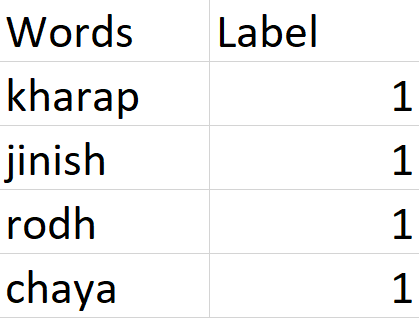 Words Label
kharap 1
jinish 1
rodh 1
chaya 1